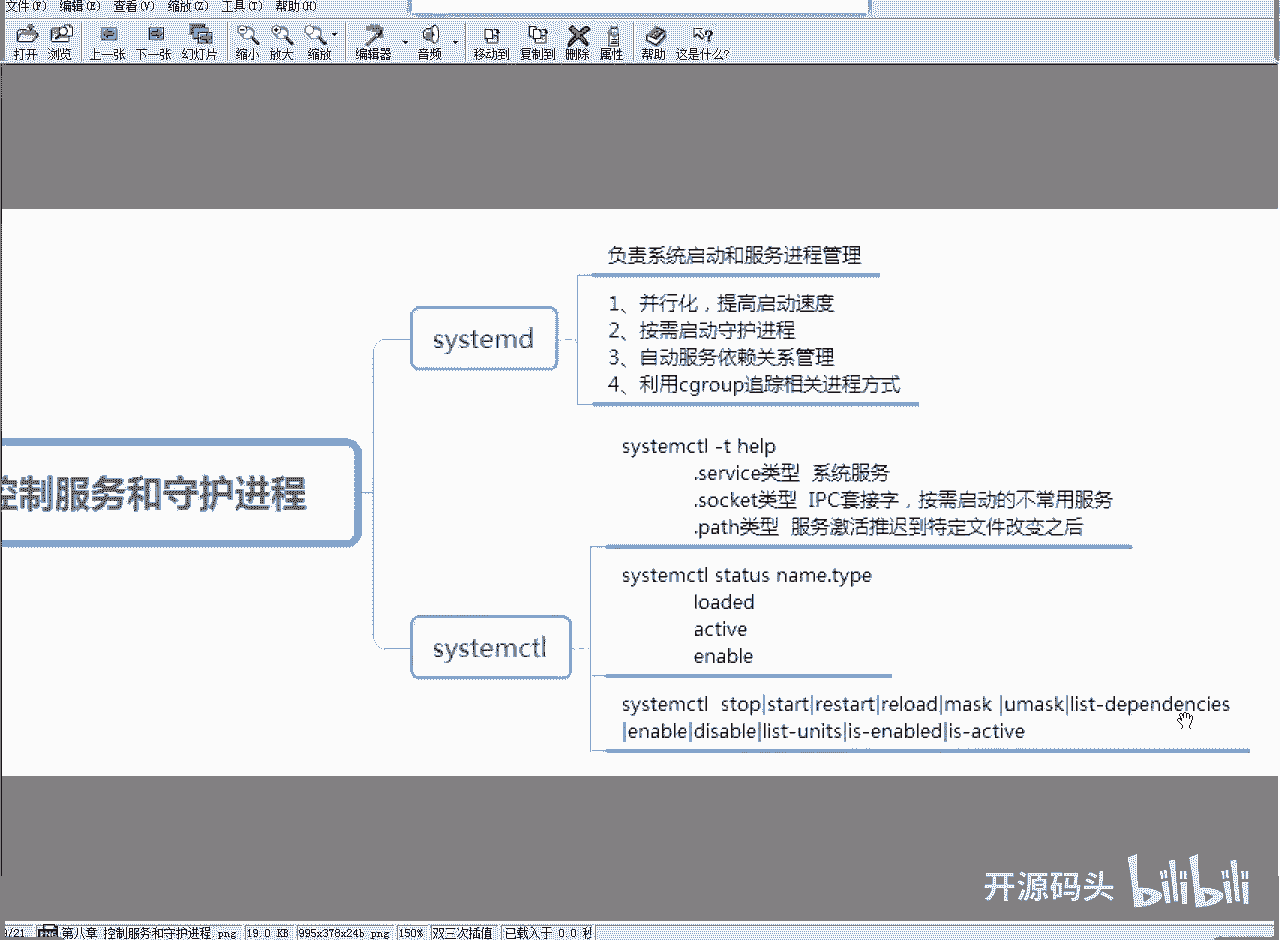 文件(F) 编辑(E) 查看(V) 缩放(Z) 工具(T) 帮助(H)
打开 浏览 上一张 下一张 幻灯片 缩小 放大 缩放 编辑器 音频 移动到 复制到 删除 属性 帮助 这是什么?
负责系统启动和服务进程管理
1、并行化，提高启动速度
2、按需启动守护进程
3、自动服务依赖关系管理
4、利用cgroup追踪相关进程方式
systemd
控制服务和守护进程
systemctl -t help
.service类型 系统服务
.socket类型 IPC套接字，按需启动的不常用服务
.path类型 服务激活推迟到特定文件改变之后
systemctl status name.type
loaded
active
enable
systemctl
systemctl stop|start|restart|reload|mask |umask|list-dependencies
|enable|disable|list-units|is-enabled|is-active
开源码头 bilibili
/21 第八章 控制服务和守护进程.png 19.0 KB 995x378x24b png 150% 双三次插值 已载入于 0.0 秒